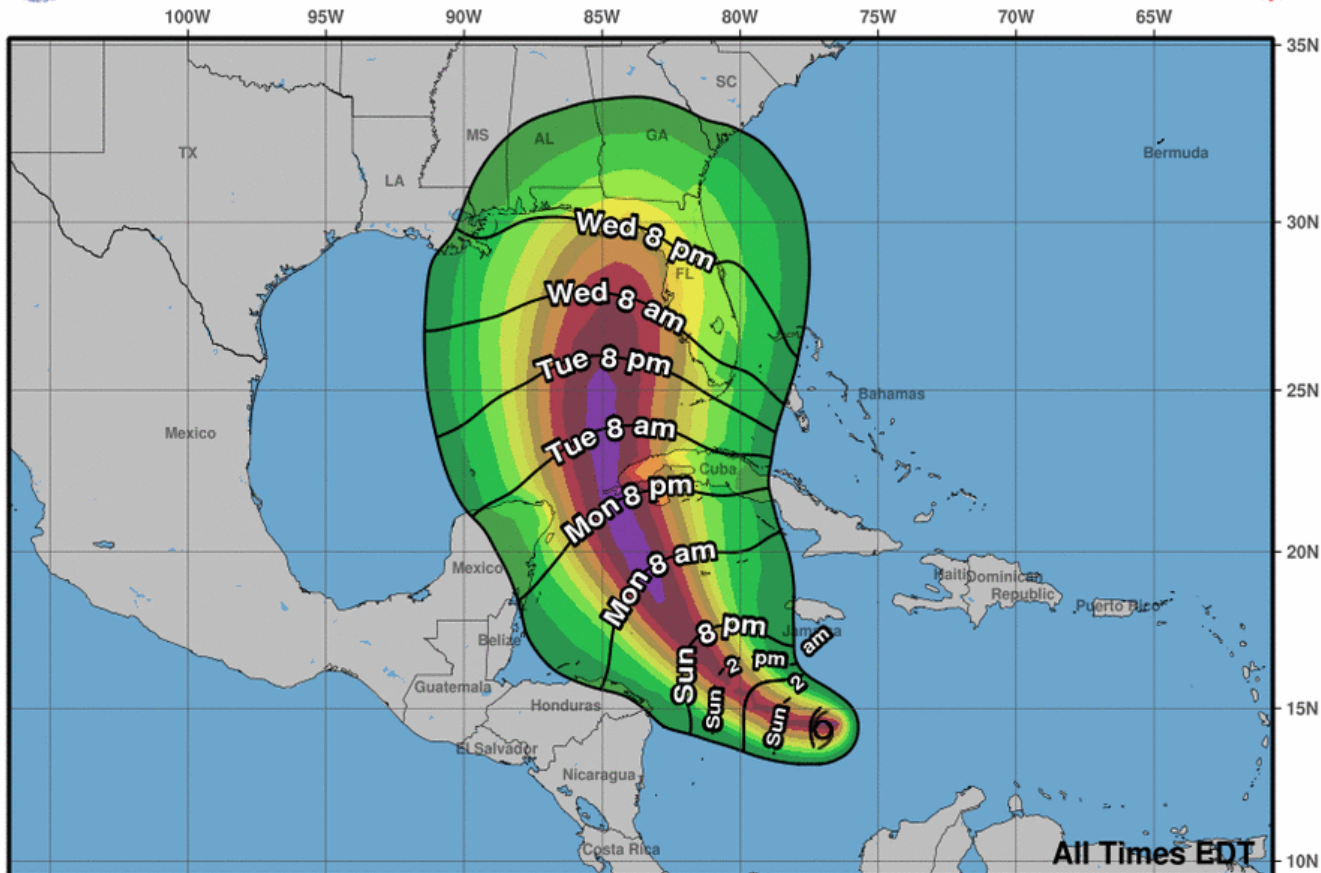 100W 95W 90W 85W 80W 75W 70W 65W
35N
SC
MS AL GA
TX
Bermuda
LA
30N
Wed 8 pm
FL
Wed 8 am
Tue 8 pm
25N
Bahamas
Mexico
Tue 8 am
Cuba
Mon 8 pm
20N
Mon 8 am
Mexico
Haiti Dominican
Republic
Puerto Rico
Sun 8 pm
Jamaica
Belize
Sun 2 pm
Sun 2 am
Guatemala
Honduras
15N
El Salvador
Nicaragua
Costa Rica
All Times EDT
10N